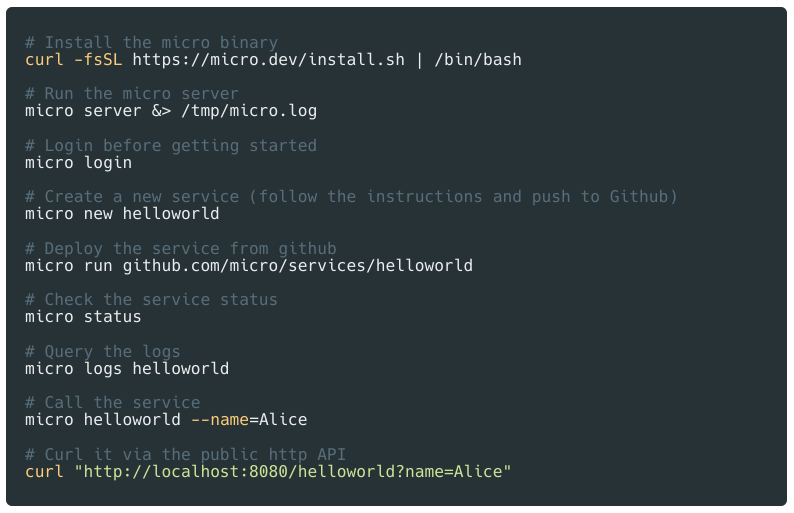 # Install the micro binary
curl -fsSL https://micro.dev/install.sh | /bin/bash
# Run the micro server
micro server &> /tmp/micro.log
# Login before getting started
micro login
# Create a new service (follow the instructions and push to Github)
micro new helloworld
# Deploy the service from github
micro run github.com/micro/services/helloworld
# Check the service status
micro status
# Query the logs
micro logs helloworld
# Call the service
micro helloworld --name=Alice
# Curl it via the public http API
curl "http://localhost:8080/helloworld?name=Alice"